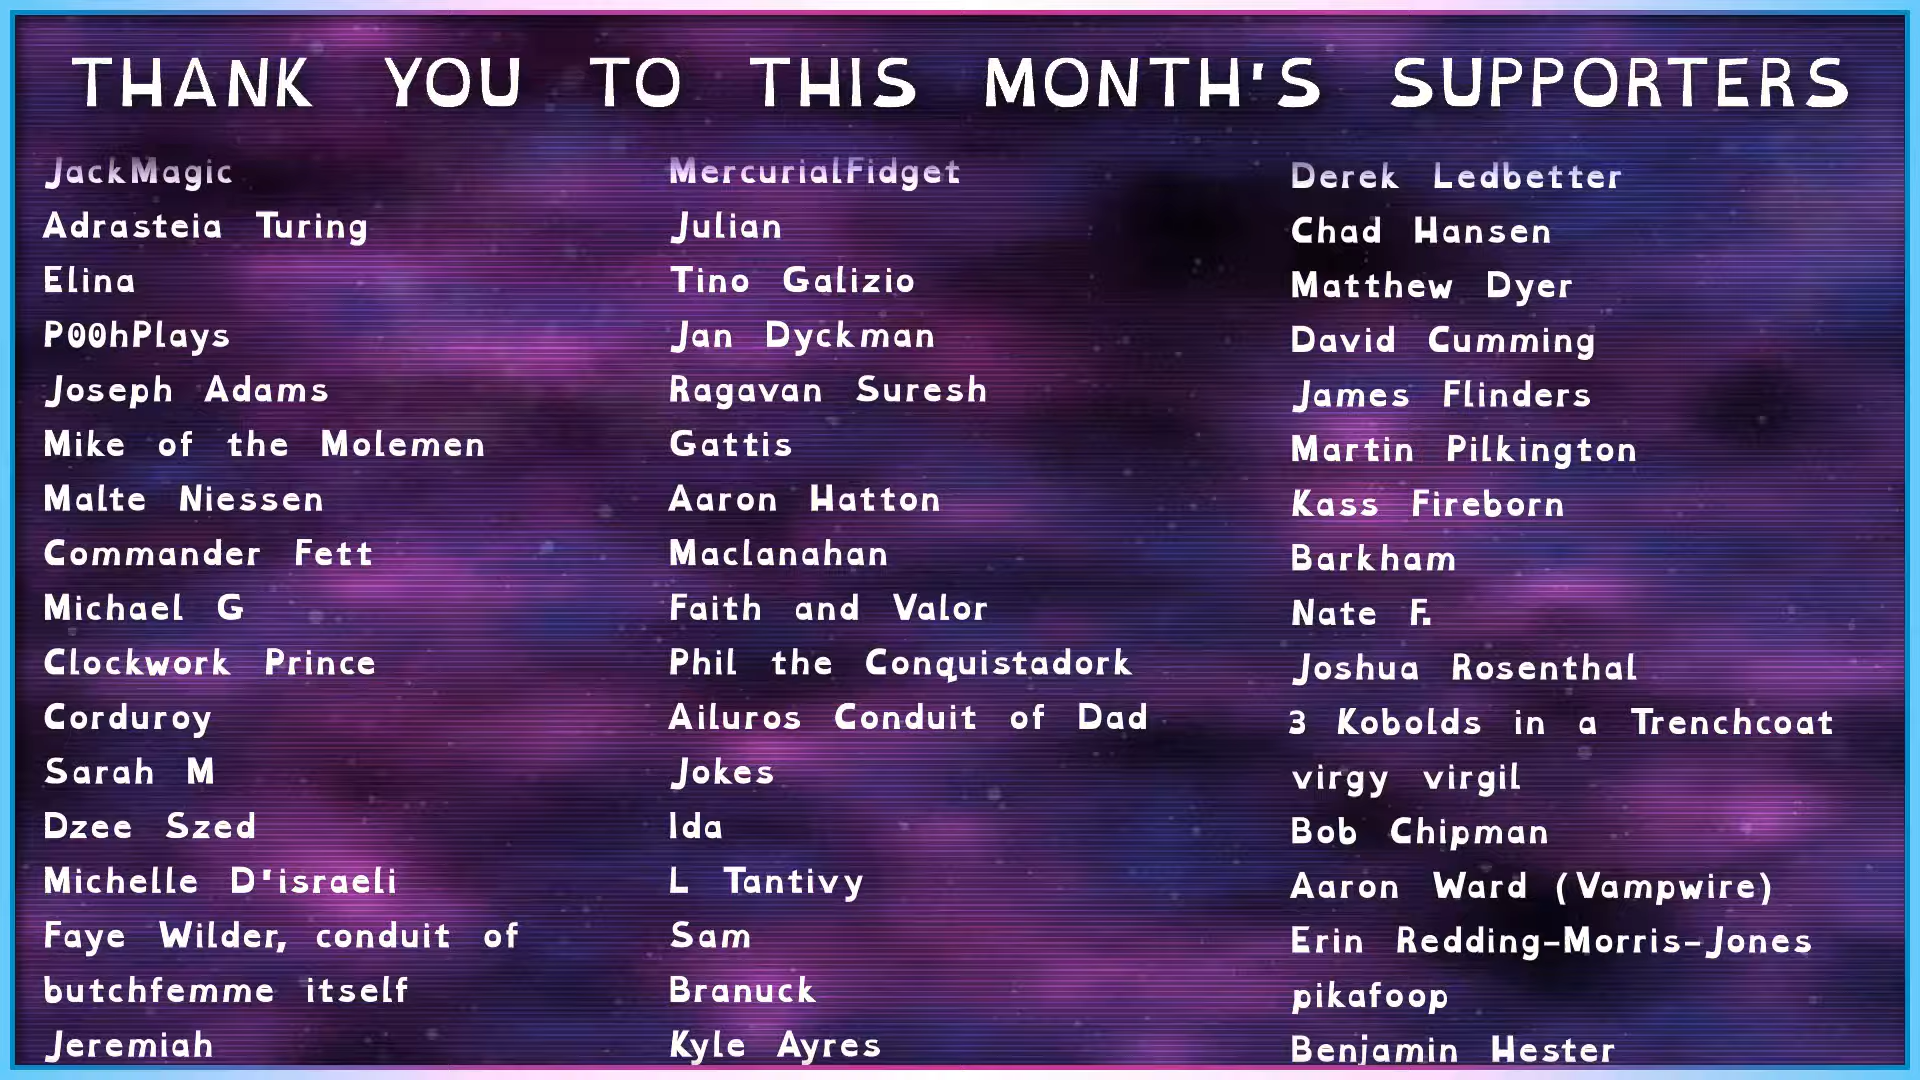 THANK YOU TO THIS MONTH'S SUPPORTERS
JackMagic
Adrasteia Turing
Elina
P00hPlays
Joseph Adams
Mike of the Molemen
Malte Niessen
Commander Fett
Michael G
Clockwork Prince
Corduroy
Sarah M
Dzee Szed
Michelle D'israeli
Faye Wilder, conduit of
butchfemme itself
Jeremiah
MercurialFidget
Julian
Tino Galizio
Jan Dyckman
Ragavan Suresh
Gattis
Aaron Hatton
Maclanahan
Faith and Valor
Phil the Conquistadork
Ailuros Conduit of Dad
Jokes
Ida
L Tantivy
Sam
Branuck
Kyle Ayres
Derek Ledbetter
Chad Hansen
Matthew Dyer
David Cumming
James Flinders
Martin Pilkington
Kass Fireborn
Barkham
Nate F.
Joshua Rosenthal
3 Kobolds in a Trenchcoat
virgy virgil
Bob Chipman
Aaron Ward (Vampwire)
Erin Redding-Morris-Jones
pikafoop
Benjamin Hester